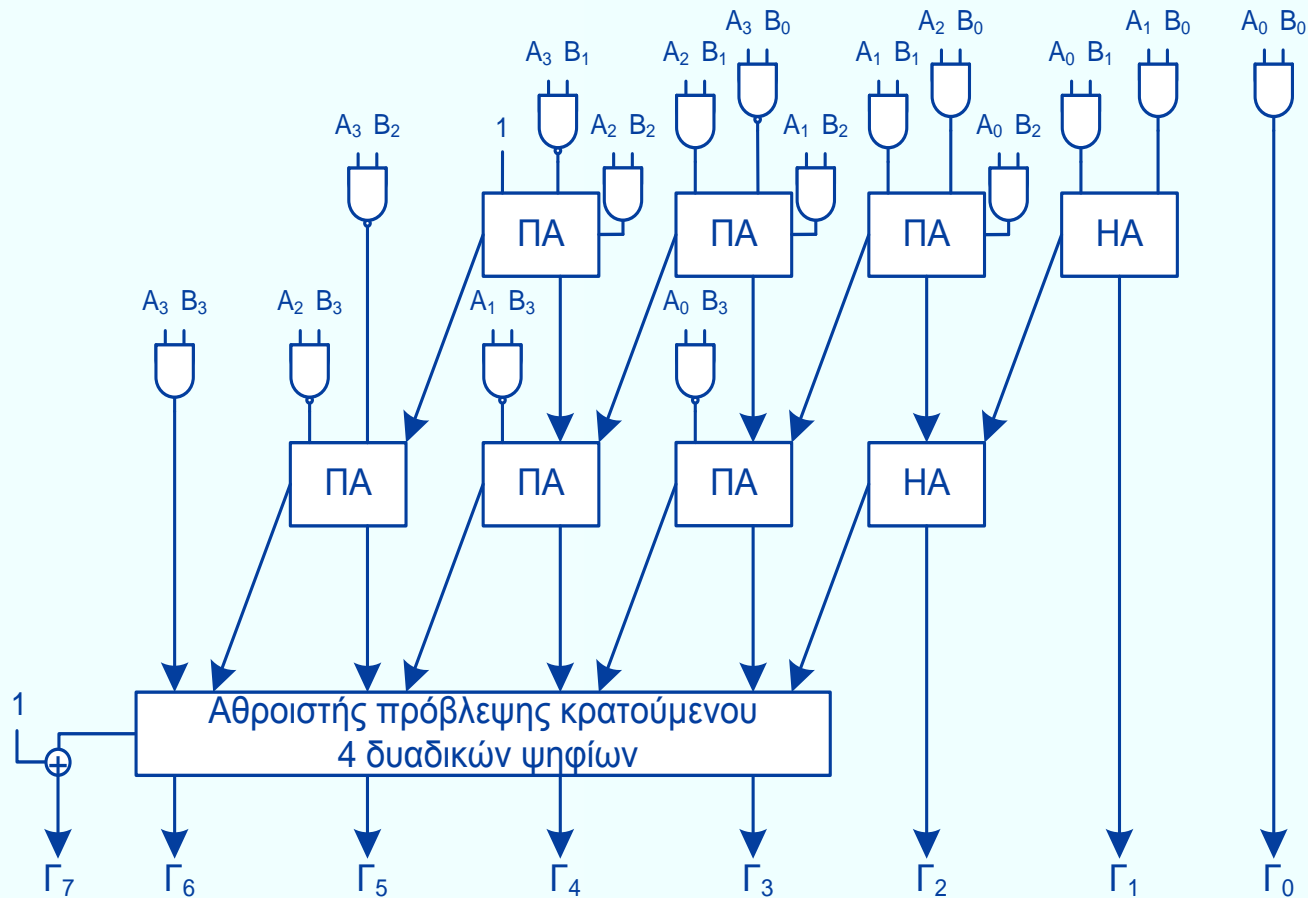 A₃ B₀ A₂ B₀ A₁ B₀ A₀ B₀
A₃ B₁ A₂ B₁ A₁ B₁ A₀ B₁
A₃ B₂ 1 A₂ B₂ A₁ B₂ A₀ B₂
ΠΑ ΠΑ ΠΑ ΗΑ
A₃ B₃ A₂ B₃ A₁ B₃ A₀ B₃
ΠΑ ΠΑ ΠΑ ΗΑ
1 Αθροιστής πρόβλεψης κρατούμενου
4 δυαδικών ψηφίων
Γ₇ Γ₆ Γ₅ Γ₄ Γ₃ Γ₂ Γ₁ Γ₀